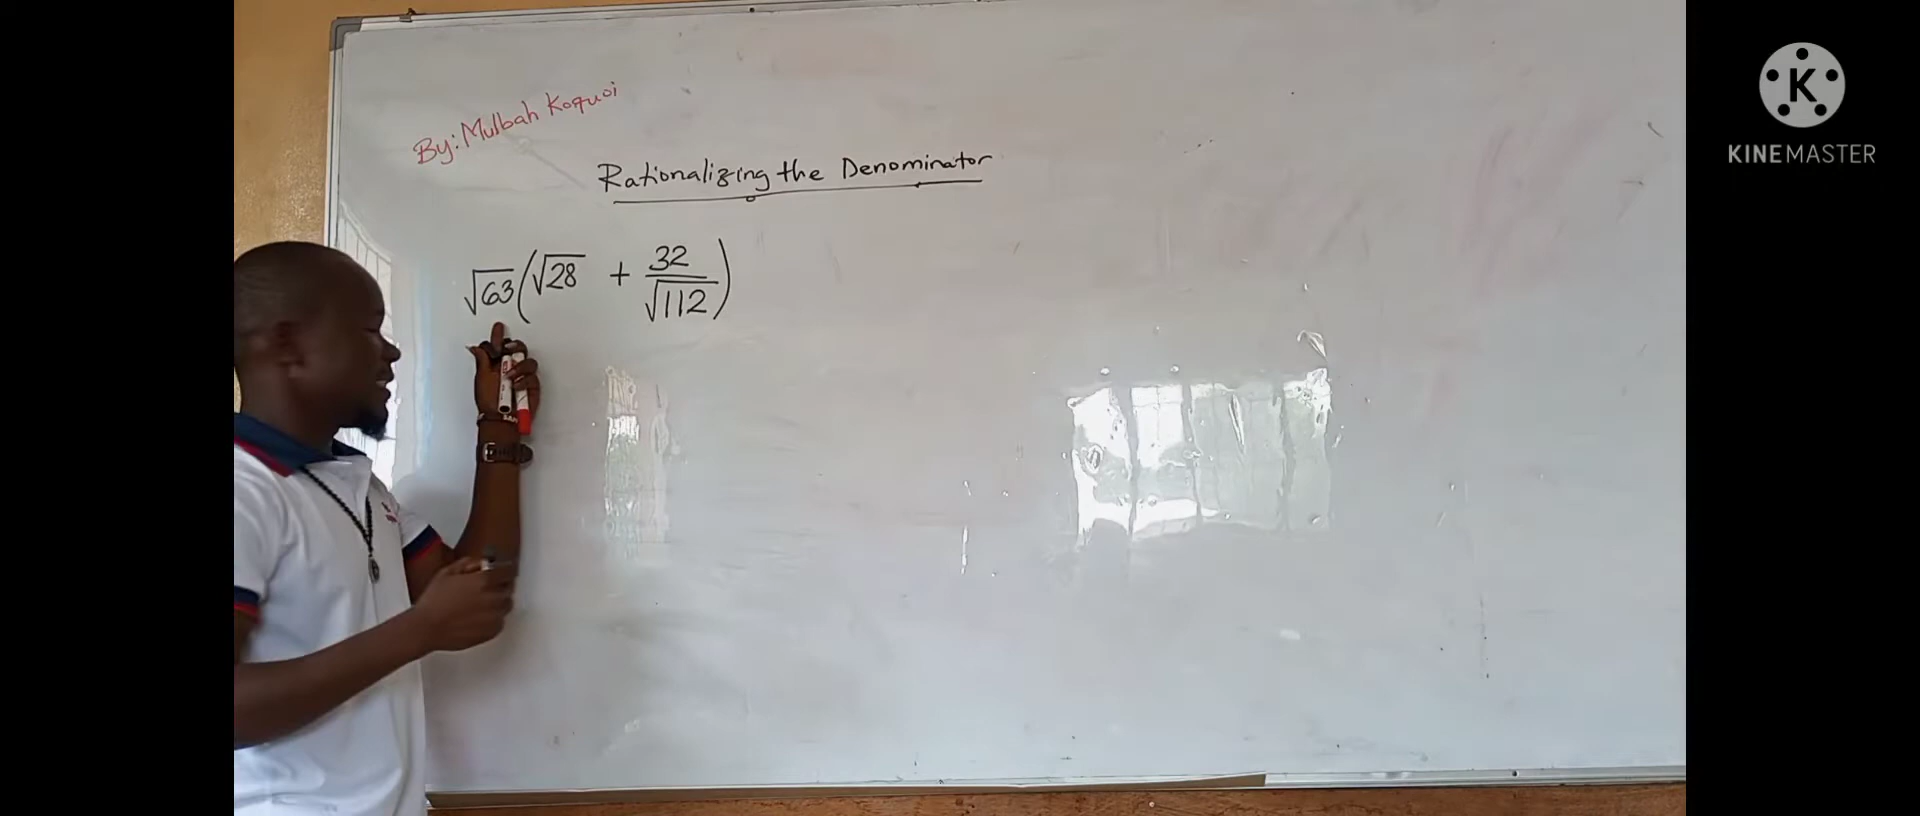 By: Mulbah Koquoi
Rationalizing the Denominator
√63(√28 + 32/√112)
K
KINEMASTER